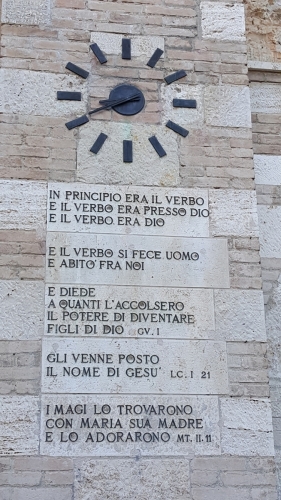 IN PRINCIPIO ERA IL VERBO
E IL VERBO ERA PRESSO DIO
E IL VERBO ERA DIO
E IL VERBO SI FECE UOMO
E ABITO' FRA NOI
E DIEDE
A QUANTI L'ACCOLSERO
IL POTERE DI DIVENTARE
FIGLI DI DIO GV. I
GLI VENNE POSTO
IL NOME DI GESU' LC. I 21
I MAGI LO TROVARONO
CON MARIA SUA MADRE
E LO ADORARONO MT. II. 11